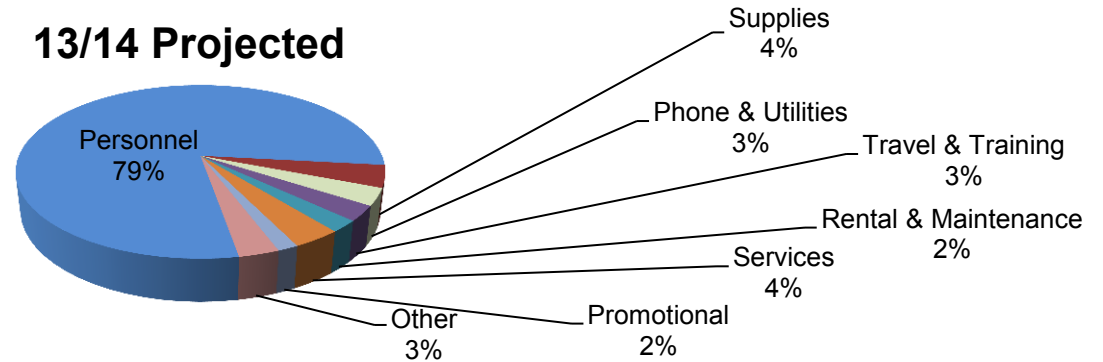 13/14 Projected
Supplies
4%
Phone & Utilities
3%
Travel & Training
3%
Personnel
79%
Rental & Maintenance
2%
Services
4%
Promotional
2%
Other
3%